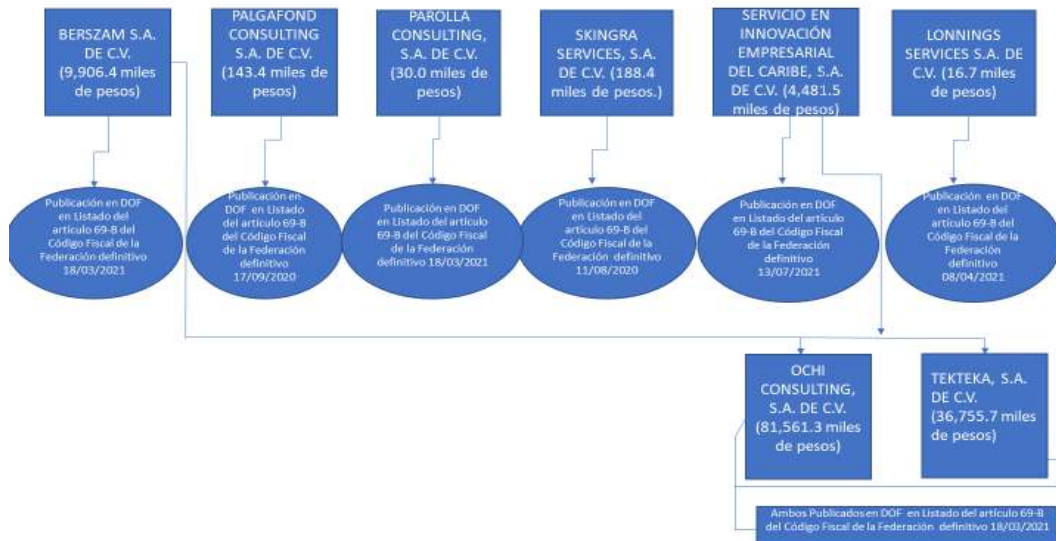 BERSZAM S.A.
DE C.V.
(9,906.4 miles
de pesos)
PALGAFOND
CONSULTING
S.A. DE C.V.
(143.4 miles de
pesos)
PAROLLA
CONSULTING,
S.A. DE C.V.
(30.0 miles de
pesos)
SKINGRA
SERVICES, S.A.
DE C.V. (188.4
miles de pesos.)
SERVICIO EN
INNOVACIÓN
EMPRESARIAL
DEL CARIBE, S.A.
DE C.V. (4,481.5
miles de pesos)
LONNINGS
SERVICES S.A. DE
C.V. (16.7 miles
de pesos)
Publicación en DOF
en Listado del
artículo 69-B del
Código Fiscal de la
Federación definitivo
18/03/2021
Publicación en
DOF en Listado
del artículo 69-B
del Código Fiscal
de la Federación
definitivo
17/09/2020
Publicación en DOF
en Listado del artículo
69-B del Código Fiscal
de la Federación
definitivo 18/03/2021
Publicación en DOF
en Listado del
artículo 69-B del
Código Fiscal de la
Federación definitivo
11/08/2020
Publicación en
DOF en Listado del
artículo 69-B del Código
Fiscal de la Federación
definitivo
13/07/2021
Publicación en DOF
en Listado del
artículo 69-B del
Código Fiscal de la
Federación
definitivo
08/04/2021
OCHI
CONSULTING,
S.A. DE C.V.
(81,561.3 miles
de pesos)
TEKTEKA, S.A.
DE C.V.
(36,755.7 miles
de pesos)
Ambos Publicados en DOF en Listado del artículo 69-B
del Código Fiscal de la Federación definitivo 18/03/2021